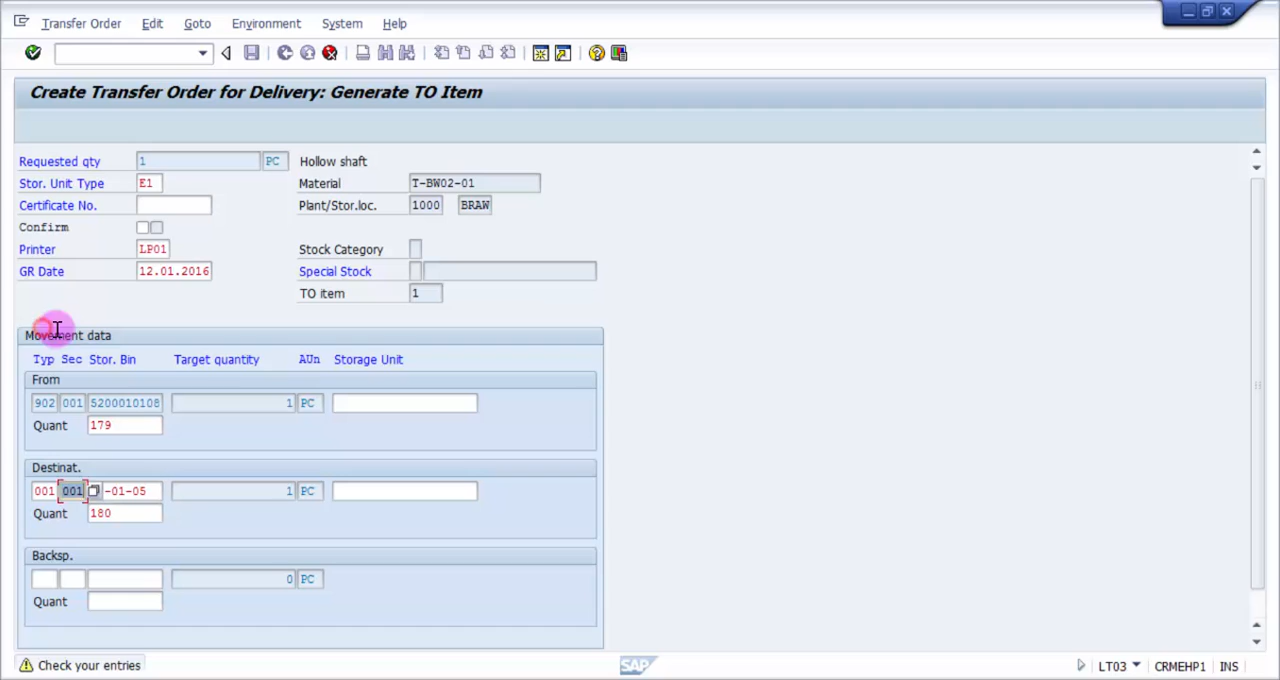 Transfer Order Edit Goto Environment System Help
Create Transfer Order for Delivery: Generate TO Item
Requested qty 1 PC Hollow shaft
Stor. Unit Type E1 Material T-BW02-01
Certificate No. Plant/Stor.loc. 1000 BRAW
Confirm
Printer LP01 Stock Category
GR Date 12.01.2016 Special Stock
TO item 1
Movement data
Typ Sec Stor. Bin Target quantity AUn Storage Unit
From
902 001 5200010108 1 PC
Quant 179
Destinat.
001 001 -01-05 1 PC
Quant 180
Backsp.
0 PC
Quant
Check your entries SAP LT03 CRMEHP1 INS